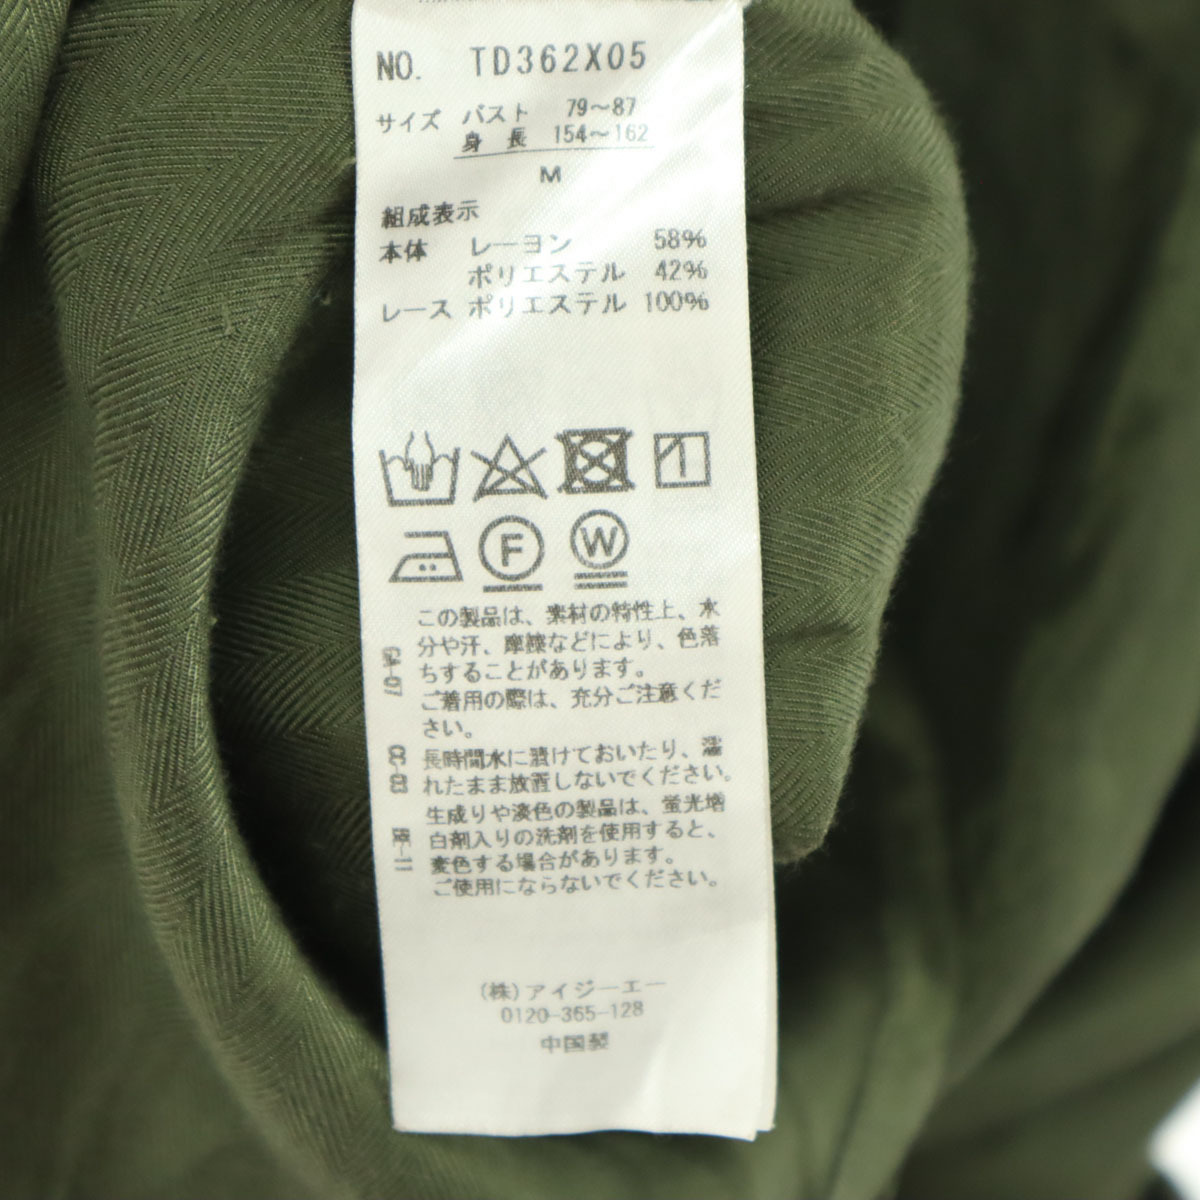 NO. TD362X05
サイズ バスト 79〜87
身長 154〜162
M
組成表示
本体 レーヨン 58%
ポリエステル 42%
レース ポリエステル 100%
F
W
この製品は、素材の特性上、水
分や汗、摩擦などにより、色落
ちすることがあります。
ご着用の際は、充分ご注意くだ
さい。
長時間水に漬けておいたり、濡
れたまま放置しないでください。
生成りや淡色の製品は、蛍光増
白剤入りの洗剤を使用すると、
変色する場合があります。
ご使用にならないでください。
GA-07
(株)アイジーエー
0120-365-128
中国製